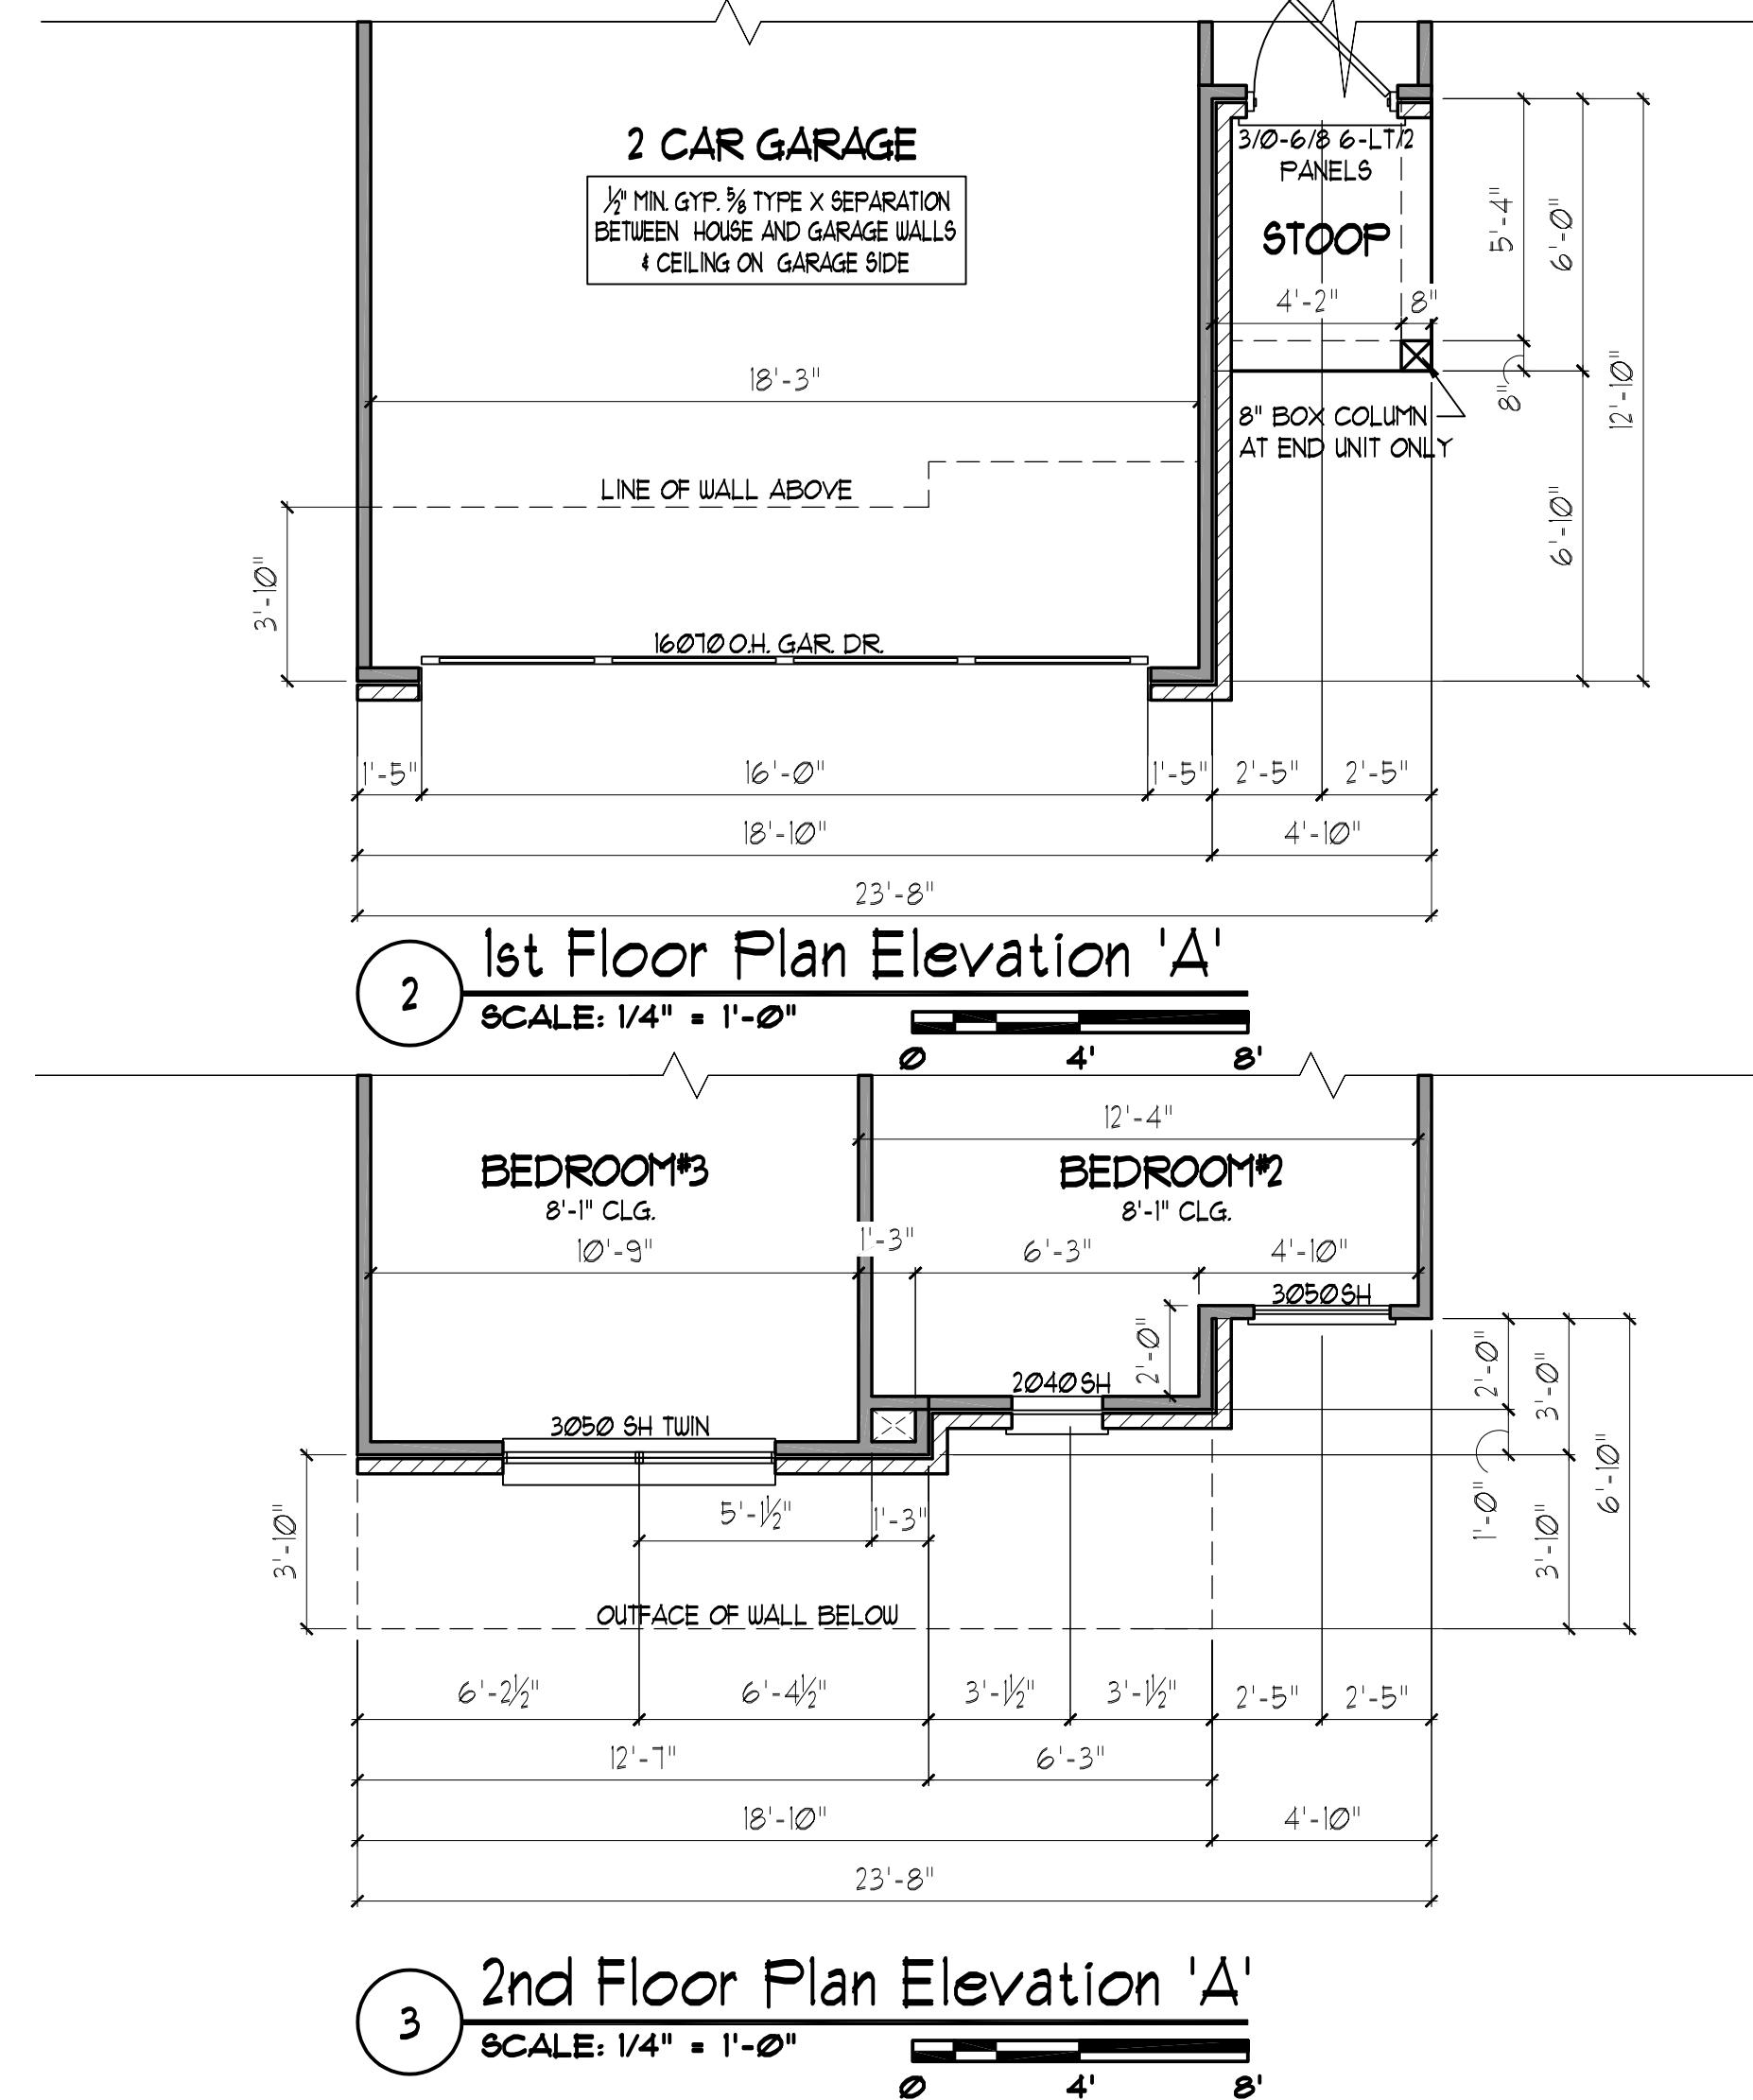 2 CAR GARAGE
½" MIN. GYP. ⅝ TYPE X SEPARATION
BETWEEN HOUSE AND GARAGE WALLS
& CEILING ON GARAGE SIDE
3/0-6/8 6-LT/2
PANELS
STOOP
4'-2"
8"
5'-4"
6'-0"
8"
12'-10"
6'-10"
8" BOX COLUMN
AT END UNIT ONLY
18'-3"
LINE OF WALL ABOVE
3'-10"
16070 O.H. GAR. DR.
1'-5"
16'-0"
1'-5"
2'-5"
2'-5"
18'-10"
4'-10"
23'-8"
2
1st Floor Plan Elevation 'A'
SCALE: 1/4" = 1'-0"
0
4'
8'
12'-4"
BEDROOM#3
8'-1" CLG.
10'-9"
BEDROOM#2
8'-1" CLG.
1'-3"
6'-3"
4'-10"
3050 SH
2'-0"
2040 SH
3050 SH TWIN
2'-0"
3'-0"
1'-0"
3'-10"
6'-10"
5'-1½"
1'-3"
3'-10"
OUTFACE OF WALL BELOW
6'-2½"
6'-4½"
3'-1½"
3'-1½"
2'-5"
2'-5"
12'-7"
6'-3"
18'-10"
4'-10"
23'-8"
3
2nd Floor Plan Elevation 'A'
SCALE: 1/4" = 1'-0"
0
4'
8'